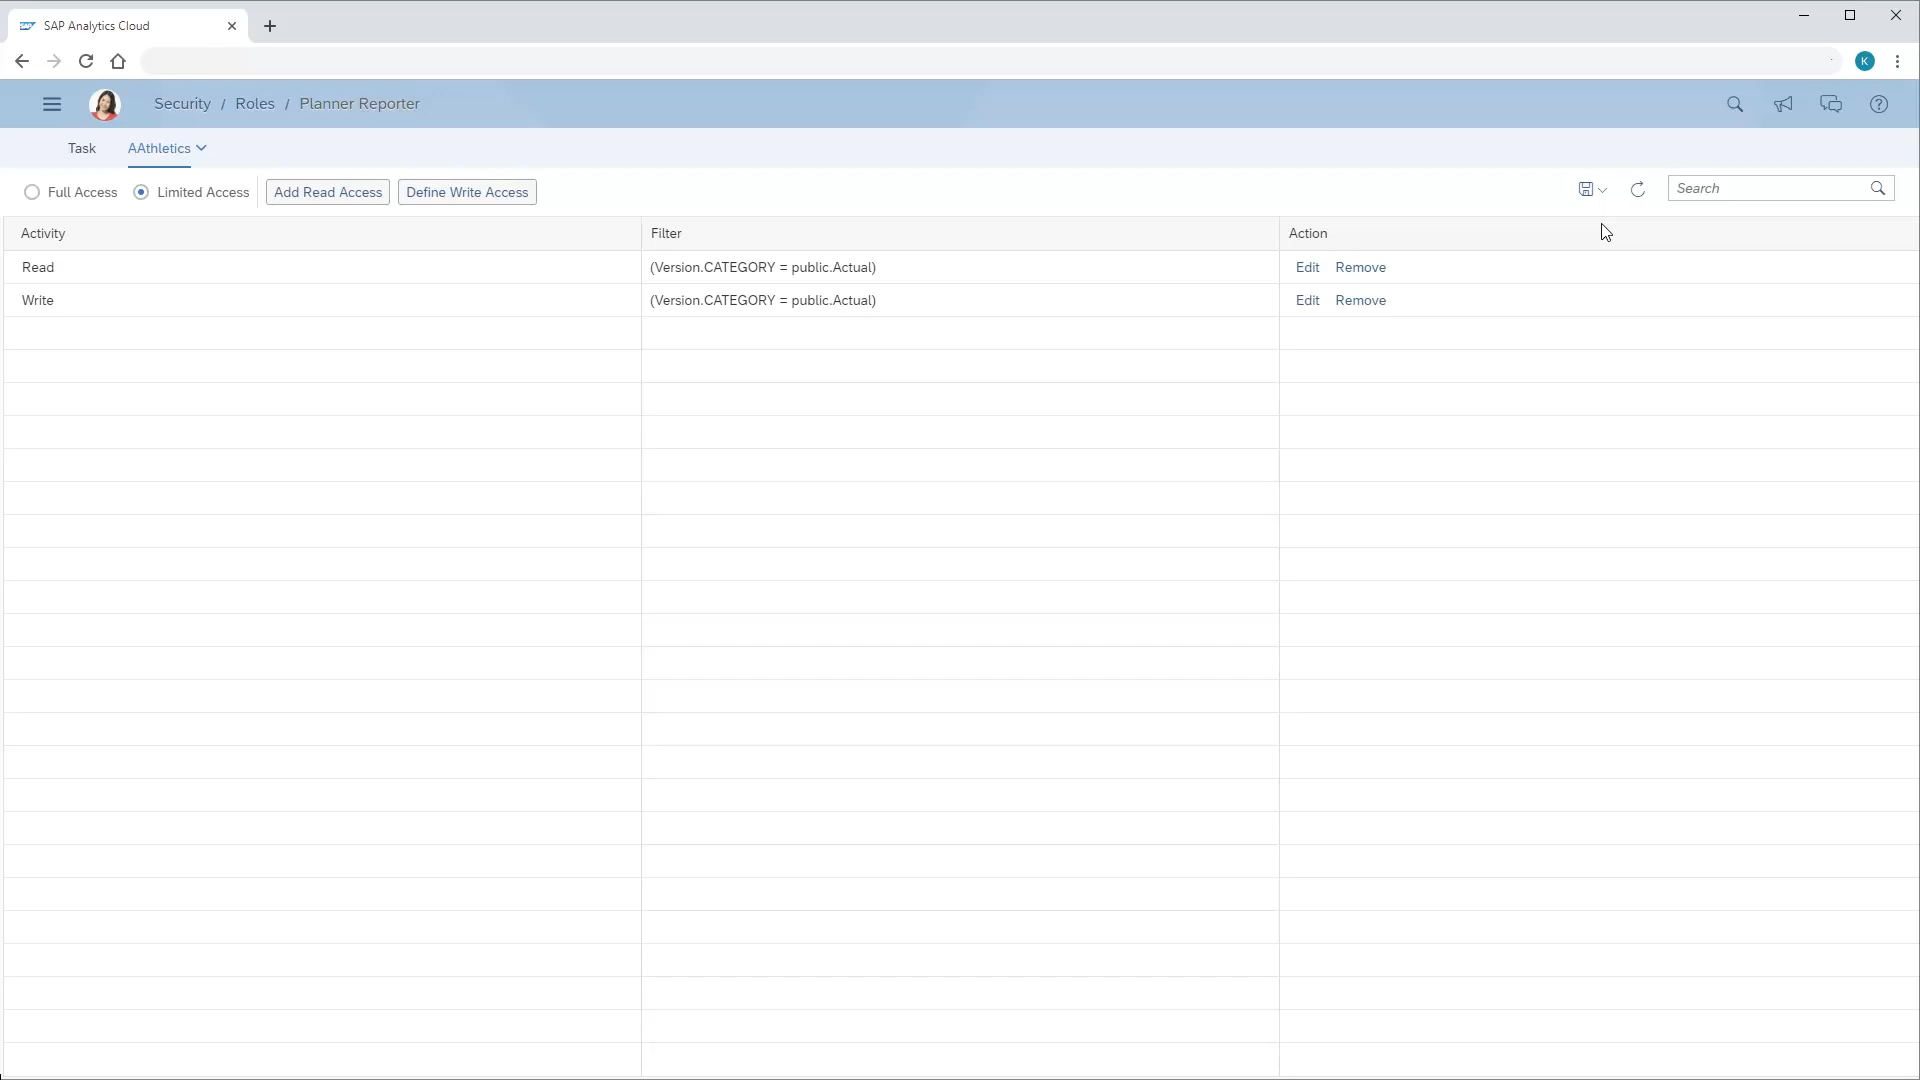 SAP Analytics Cloud
K
Security / Roles / Planner Reporter
Task AAthletics
Full Access Limited Access Add Read Access Define Write Access Search
Activity Filter Action
Read (Version.CATEGORY = public.Actual) Edit Remove
Write (Version.CATEGORY = public.Actual) Edit Remove